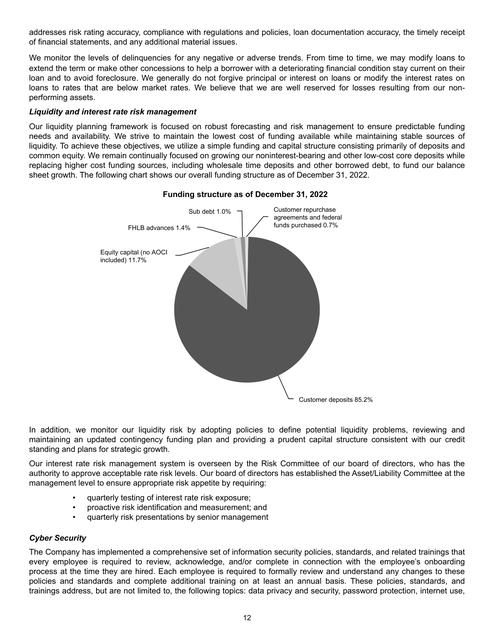 addresses risk rating accuracy, compliance with regulations and policies, loan documentation accuracy, the timely receipt
of financial statements, and any additional material issues.
We monitor the levels of delinquencies for any negative or adverse trends. From time to time, we may modify loans to
extend the term or make other concessions to help a borrower with a deteriorating financial condition stay current on their
loan and to avoid foreclosure. We generally do not forgive principal or interest on loans or modify the interest rates on
loans to rates that are below market rates. We believe that we are well reserved for losses resulting from our non-
performing assets.
Liquidity and interest rate risk management
Our liquidity planning framework is focused on robust forecasting and risk management to ensure predictable funding
needs and availability. We strive to maintain the lowest cost of funding available while maintaining stable sources of
liquidity. To achieve these objectives, we utilize a simple funding and capital structure consisting primarily of deposits and
common equity. We remain continually focused on growing our noninterest-bearing and other low-cost core deposits while
replacing higher cost funding sources, including wholesale time deposits and other borrowed debt, to fund our balance
sheet growth. The following chart shows our overall funding structure as of December 31, 2022.
Funding structure as of December 31, 2022
Sub debt 1.0%
Customer repurchase
agreements and federal
funds purchased 0.7%
FHLB advances 1.4%
Equity capital (no AOCI
included) 11.7%
Customer deposits 85.2%
In addition, we monitor our liquidity risk by adopting policies to define potential liquidity problems, reviewing and
maintaining an updated contingency funding plan and providing a prudent capital structure consistent with our credit
standing and plans for strategic growth.
Our interest rate risk management system is overseen by the Risk Committee of our board of directors, who has the
authority to approve acceptable rate risk levels. Our board of directors has established the Asset/Liability Committee at the
management level to ensure appropriate risk appetite by requiring:
• quarterly testing of interest rate risk exposure;
• proactive risk identification and measurement; and
• quarterly risk presentations by senior management
Cyber Security
The Company has implemented a comprehensive set of information security policies, standards, and related trainings that
every employee is required to review, acknowledge, and/or complete in connection with the employee's onboarding
process at the time they are hired. Each employee is required to formally review and understand any changes to these
policies and standards and complete additional training on at least an annual basis. These policies, standards, and
trainings address, but are not limited to, the following topics: data privacy and security, password protection, internet use,
12